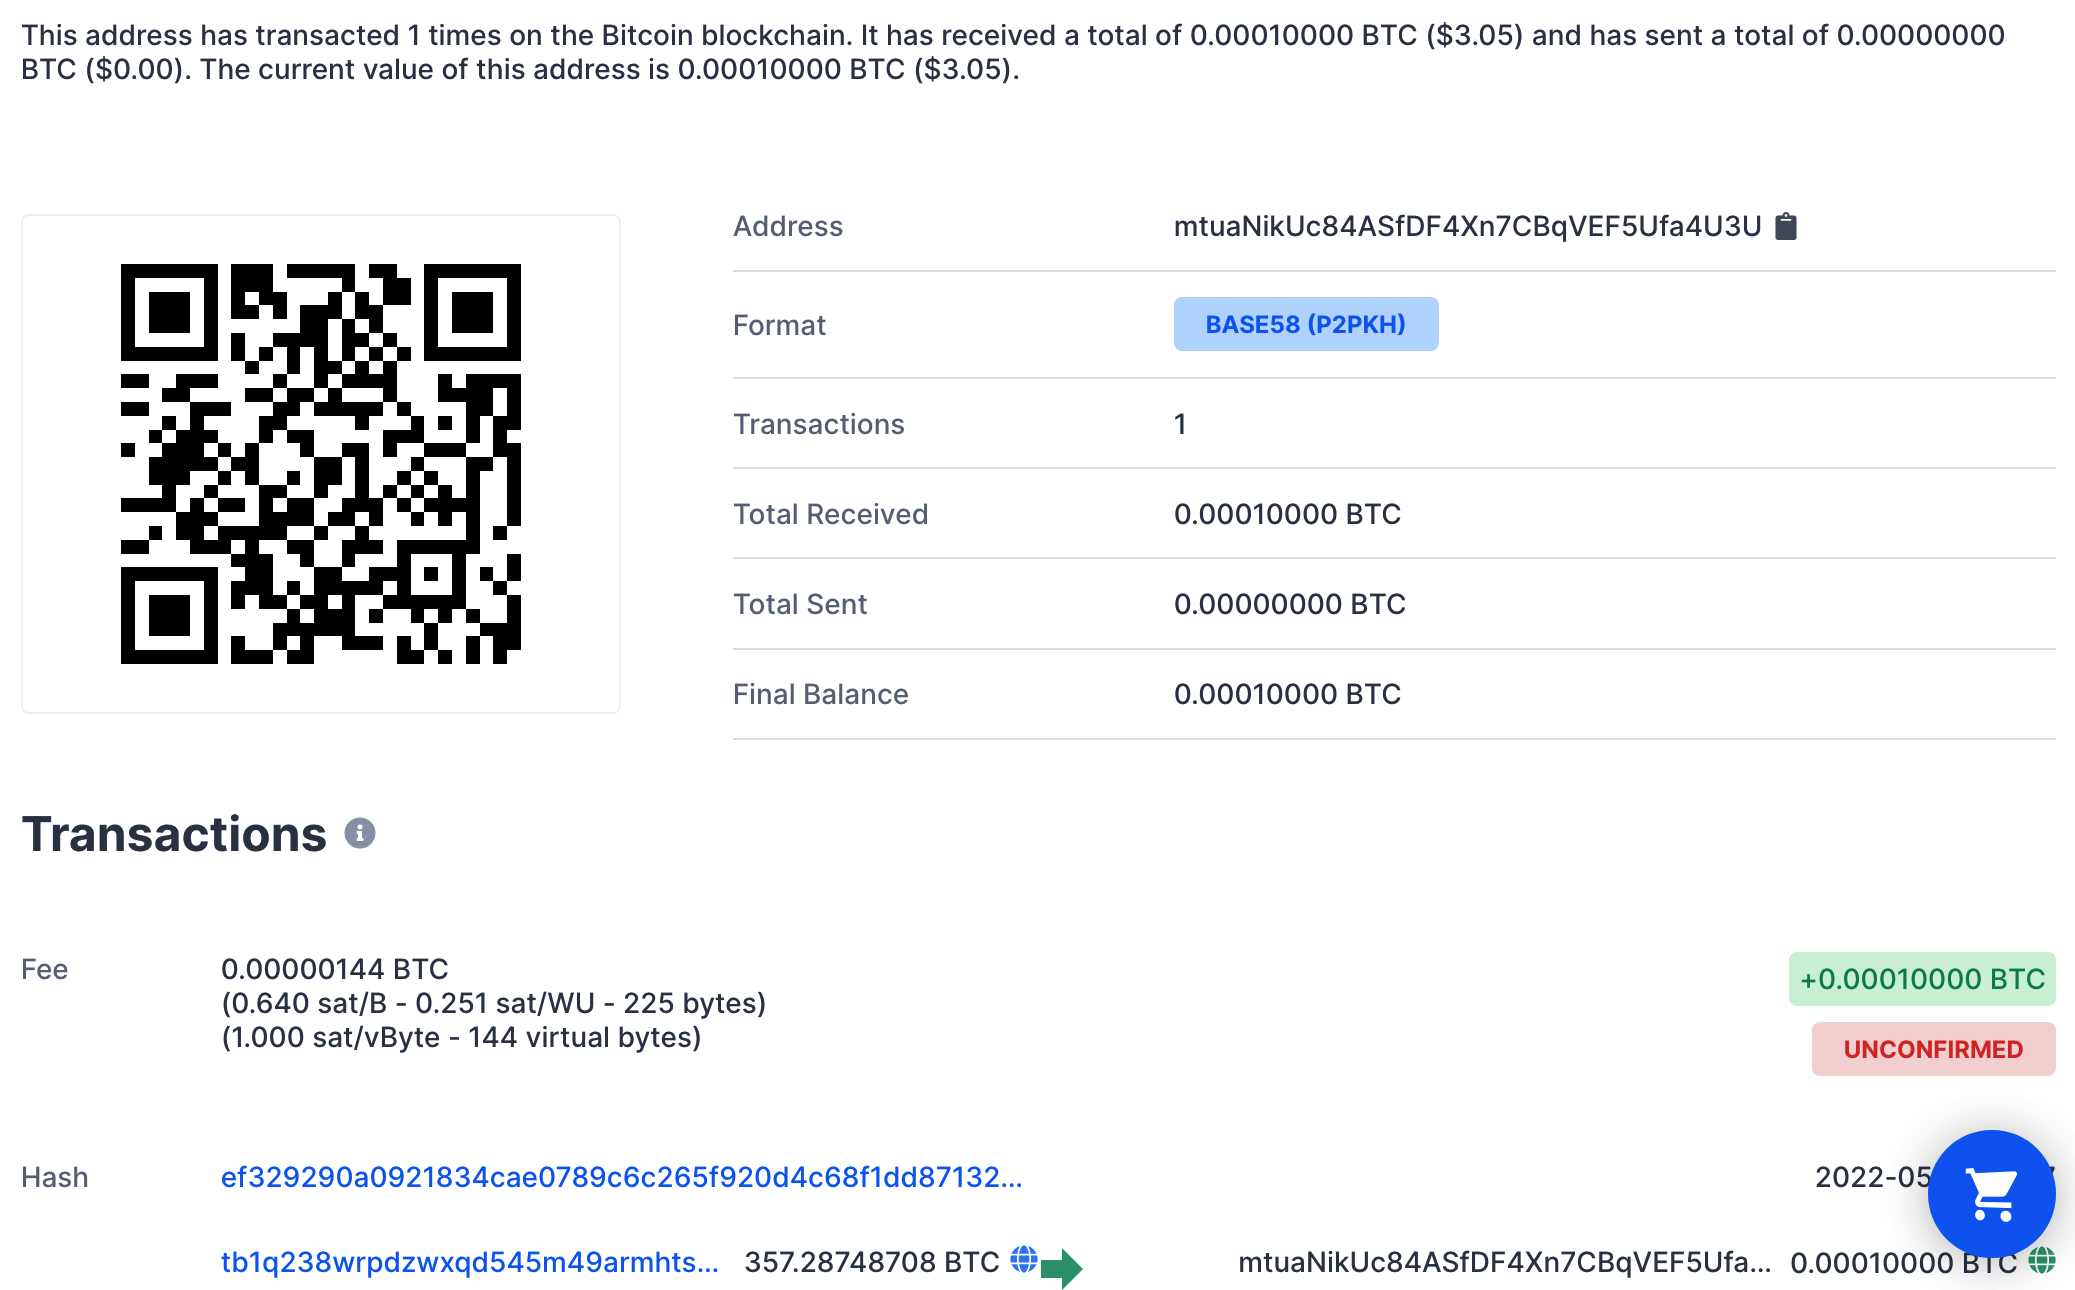 This address has transacted 1 times on the Bitcoin blockchain. It has received a total of 0.00010000 BTC ($3.05) and has sent a total of 0.00000000
BTC ($0.00). The current value of this address is 0.00010000 BTC ($3.05).
Address mtuaNikUc84ASfDF4Xn7CBqVEF5Ufa4U3U
Format BASE58 (P2PKH)
Transactions 1
Total Received 0.00010000 BTC
Total Sent 0.00000000 BTC
Final Balance 0.00010000 BTC
Transactions
Fee 0.00000144 BTC +0.00010000 BTC
(0.640 sat/B - 0.251 sat/WU - 225 bytes)
(1.000 sat/vByte - 144 virtual bytes) UNCONFIRMED
Hash ef329290a0921834cae0789c6c265f920d4c68f1dd87132... 2022-05
tb1q238wrpdzwxqd545m49armhts... 357.28748708 BTC mtuaNikUc84ASfDF4Xn7CBqVEF5Ufa... 0.00010000 BTC